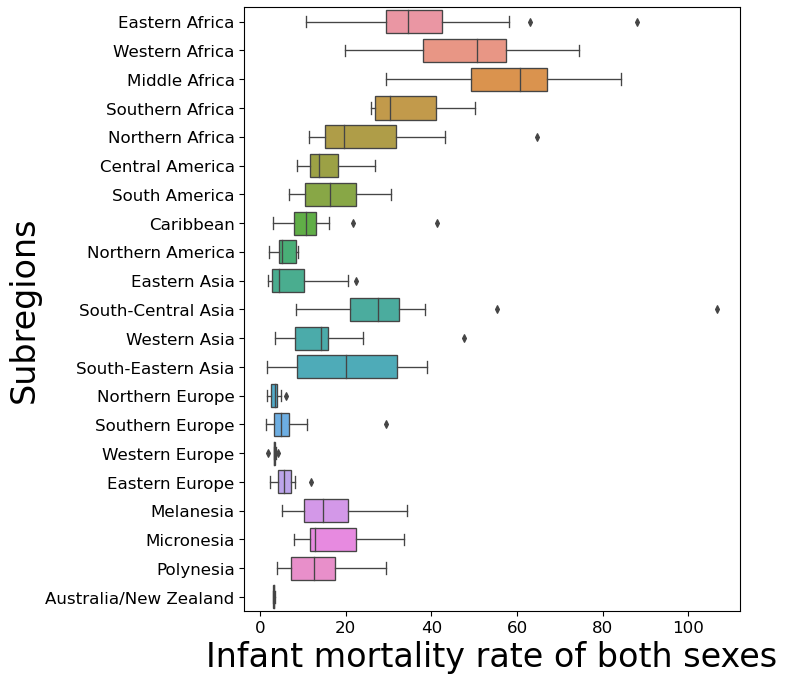 Eastern Africa
Western Africa
Middle Africa
Southern Africa
Northern Africa
Central America
South America
Caribbean
Northern America
Eastern Asia
South-Central Asia
Western Asia
South-Eastern Asia
Northern Europe
Southern Europe
Western Europe
Eastern Europe
Melanesia
Micronesia
Polynesia
Australia/New Zealand
Subregions
0 20 40 60 80 100
Infant mortality rate of both sexes